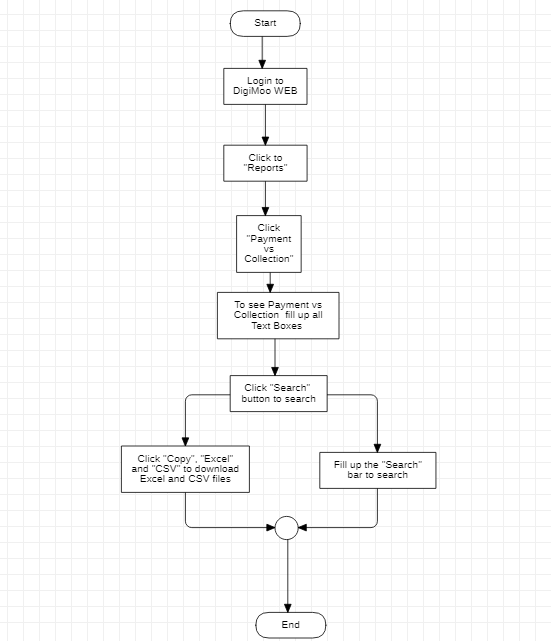 Start
Login to
DigiMoo WEB
Click to
"Reports"
Click
"Payment
vs
Collection"
To see Payment vs
Collection  fill up all
Text Boxes
Click "Search"
button to search
Click "Copy", "Excel"
and "CSV" to download
Excel and CSV files
Fill up the "Search"
bar to search
End